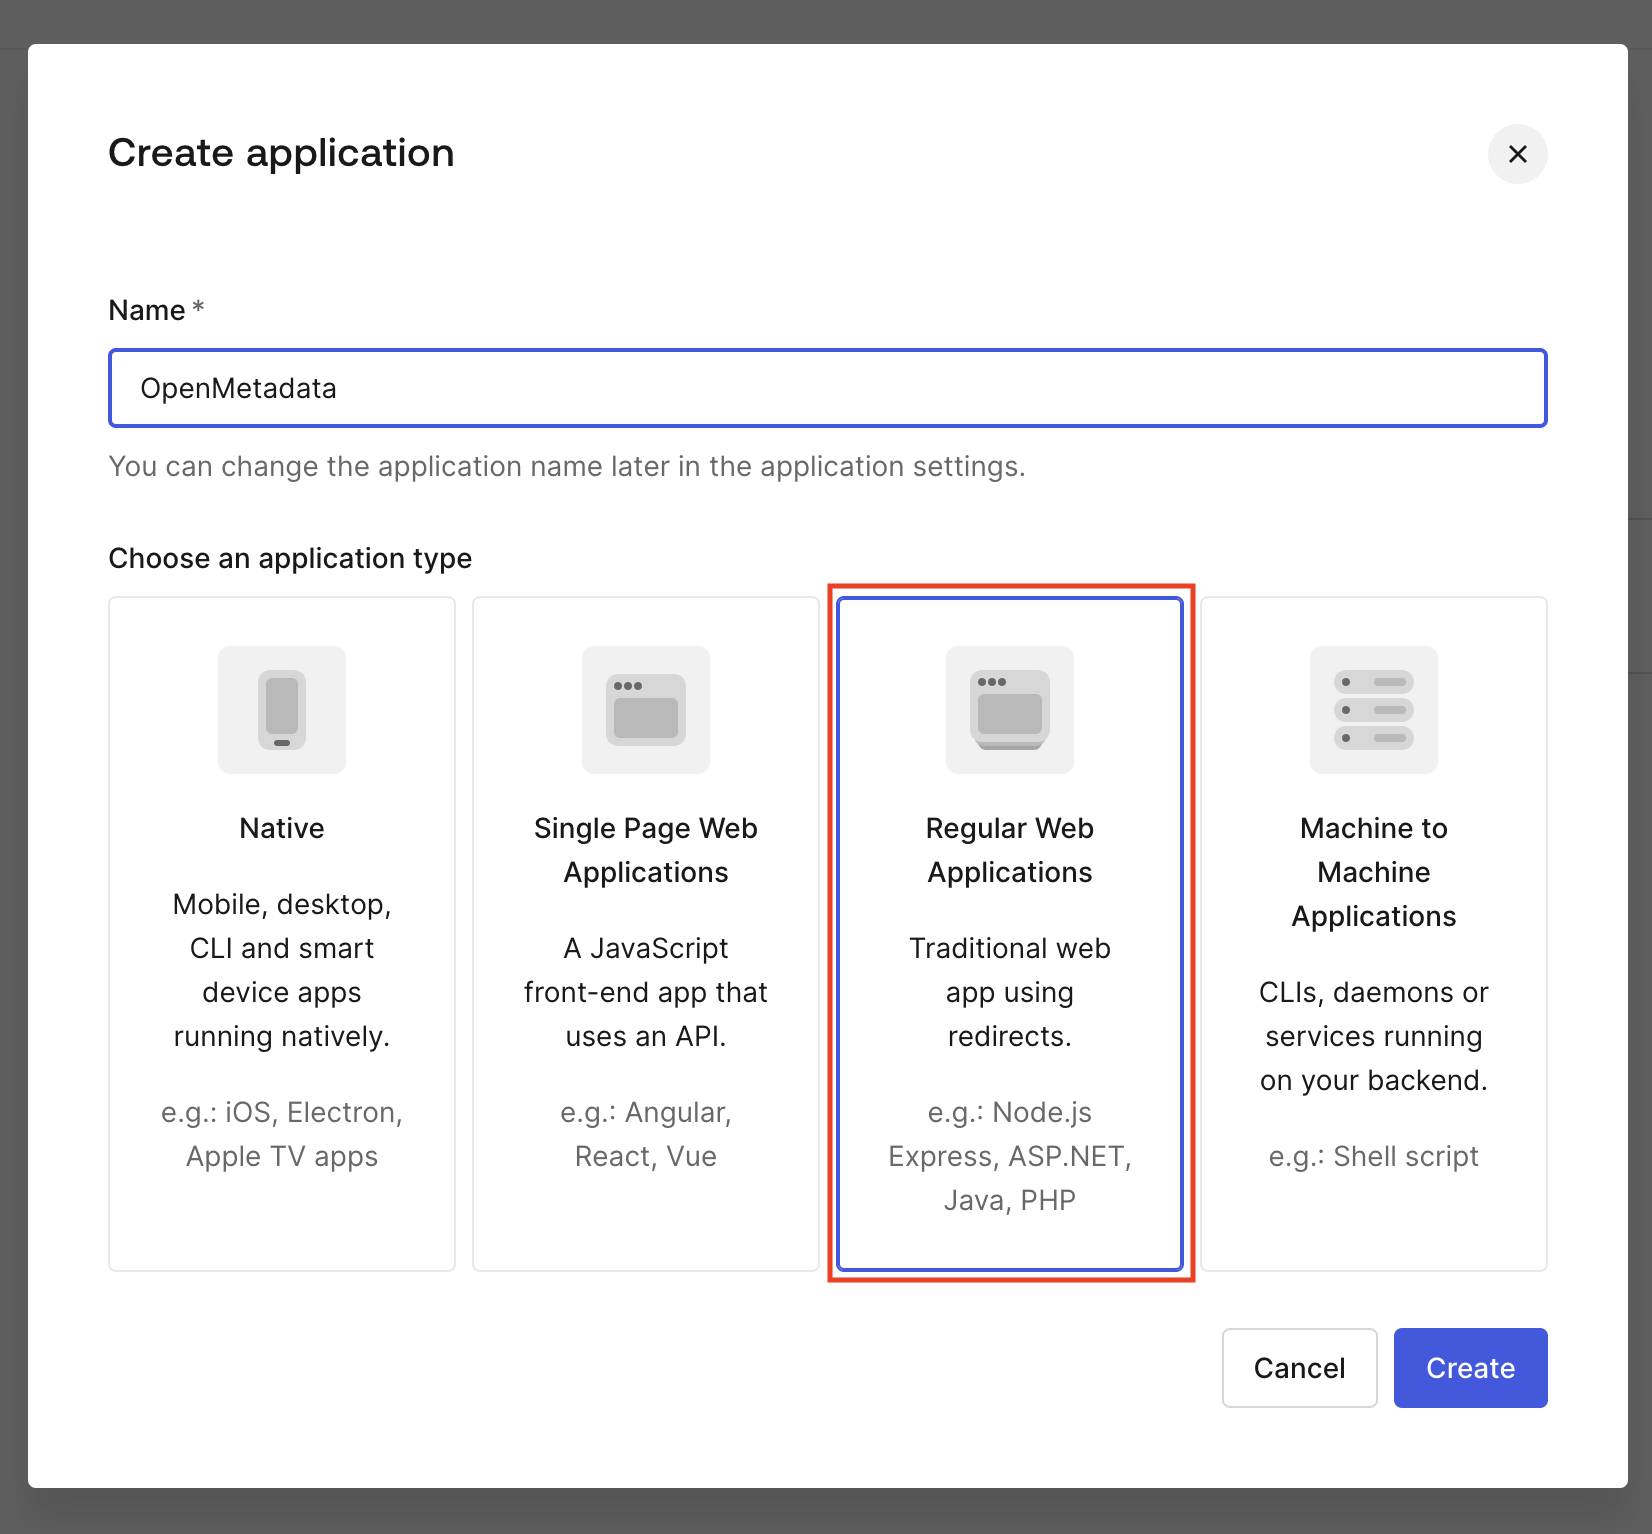 Create application
Name *
OpenMetadata
You can change the application name later in the application settings.
Choose an application type
Native
Mobile, desktop,
CLI and smart
device apps
running natively.
e.g.: iOS, Electron,
Apple TV apps
Single Page Web
Applications
A JavaScript
front-end app that
uses an API.
e.g.: Angular,
React, Vue
Regular Web
Applications
Traditional web
app using
redirects.
e.g.: Node.js
Express, ASP.NET,
Java, PHP
Machine to
Machine
Applications
CLIs, daemons or
services running
on your backend.
e.g.: Shell script
Cancel
Create